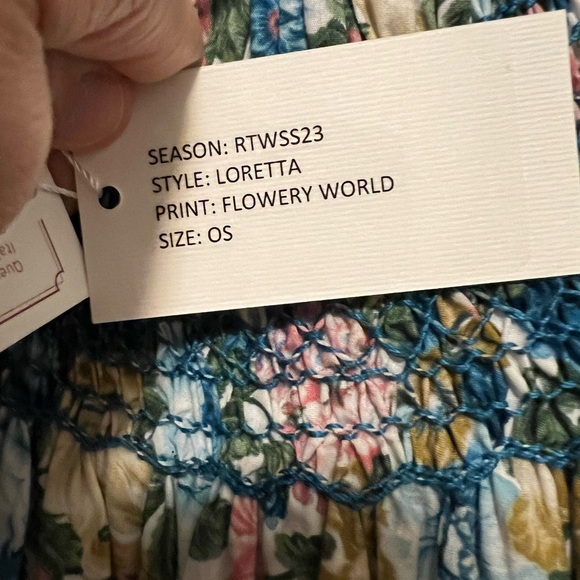 SEASON: RTWSS23
STYLE: LORETTA
PRINT: FLOWERY WORLD
SIZE: OS